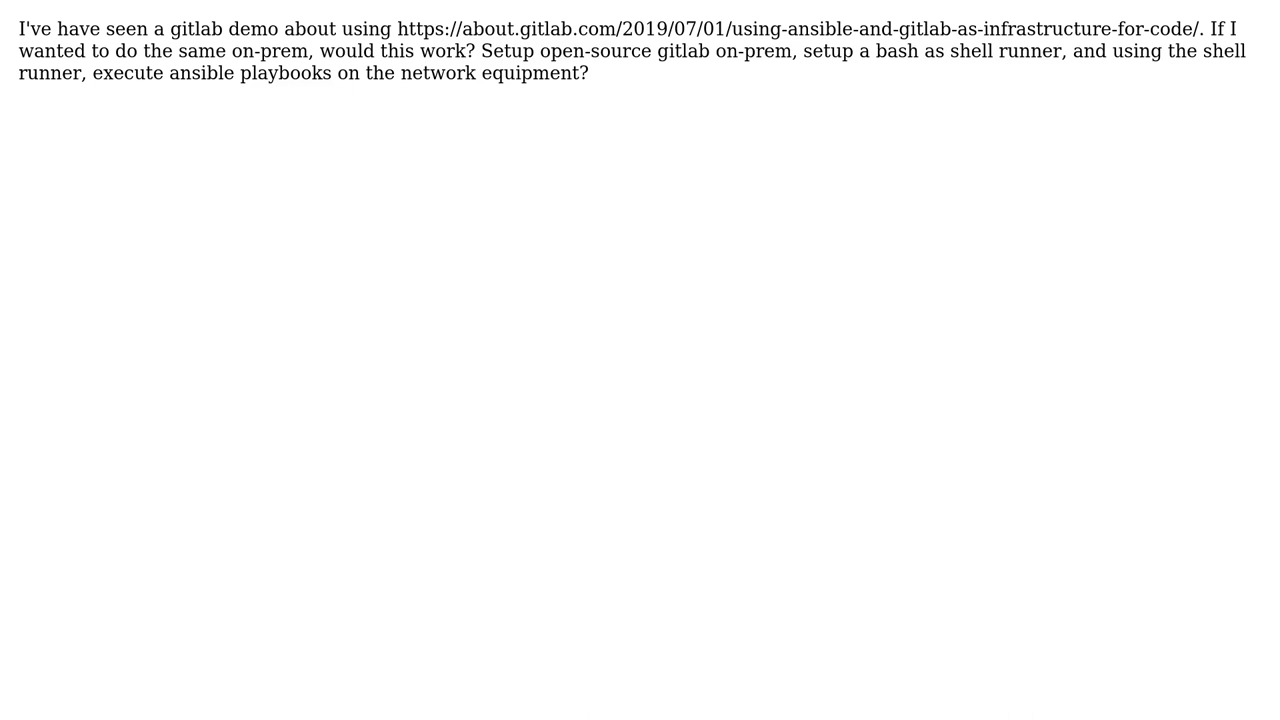 I've have seen a gitlab demo about using https://about.gitlab.com/2019/07/01/using-ansible-and-gitlab-as-infrastructure-for-code/. If I
wanted to do the same on-prem, would this work? Setup open-source gitlab on-prem, setup a bash as shell runner, and using the shell
runner, execute ansible playbooks on the network equipment?